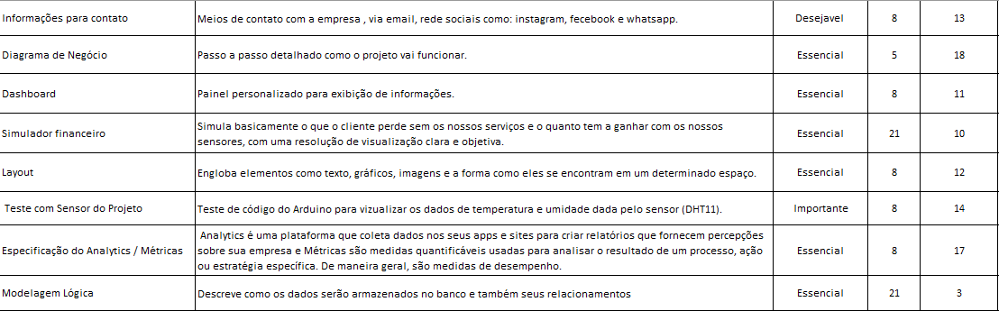 Informações para contato Meios de contato com a empresa , via email, rede sociais como: instagram, fecebook e whatsapp. Desejavel 8 13
Diagrama de Negócio Passo a passo detalhado como o projeto vai funcionar. Essencial 5 18
Dashboard Painel personalizado para exibição de informações. Essencial 8 11
Simulador financeiro Simula basicamente o que o cliente perde sem os nossos serviços e o quanto tem a ganhar com os nossos
sensores, com uma resolução de visualização clara e objetiva. Essencial 21 10
Layout Engloba elementos como texto, gráficos, imagens e a forma como eles se encontram em um determinado espaço. Essencial 8 12
Teste com Sensor do Projeto Teste de código do Arduino para vizualizar os dados de temperatura e umidade dada pelo sensor (DHT11). Importante 8 14
Especificação do Analytics / Métricas Analytics é uma plataforma que coleta dados nos seus apps e sites para criar relatórios que fornecem percepções
sobre sua empresa e Métricas são medidas quantificáveis usadas para analisar o resultado de um processo, ação
ou estratégia específica. De maneira geral, são medidas de desempenho. Essencial 8 17
Modelagem Lógica Descreve como os dados serão armazenados no banco e também seus relacionamentos Essencial 21 3